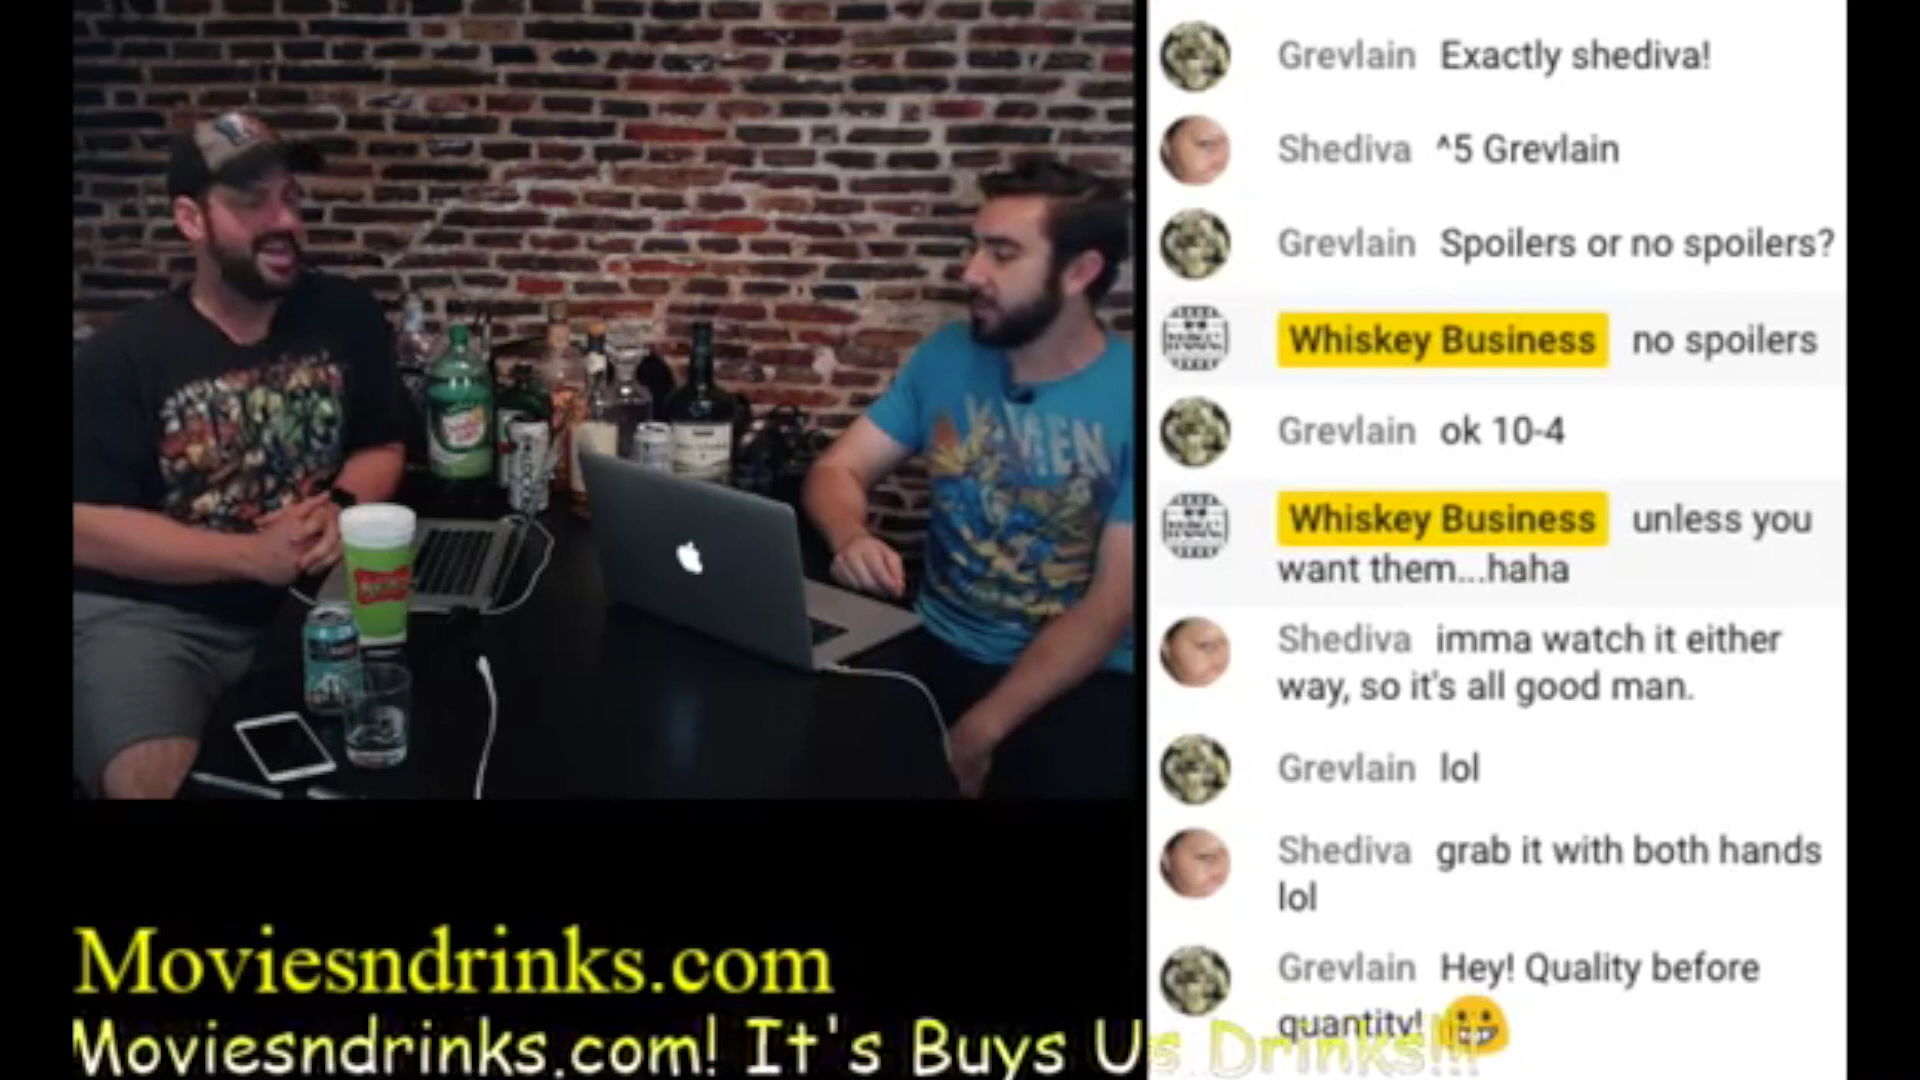 Grevlain Exactly shediva!
Shediva ^5 Grevlain
Grevlain Spoilers or no spoilers?
Whiskey Business no spoilers
Grevlain ok 10-4
Whiskey Business unless you
want them...haha
Shediva imma watch it either
way, so it's all good man.
Grevlain lol
Shediva grab it with both hands
lol
Grevlain Hey! Quality before
quantity!
Moviesndrinks.com
Moviesndrinks.com! It's Buys Us Drinks!!!